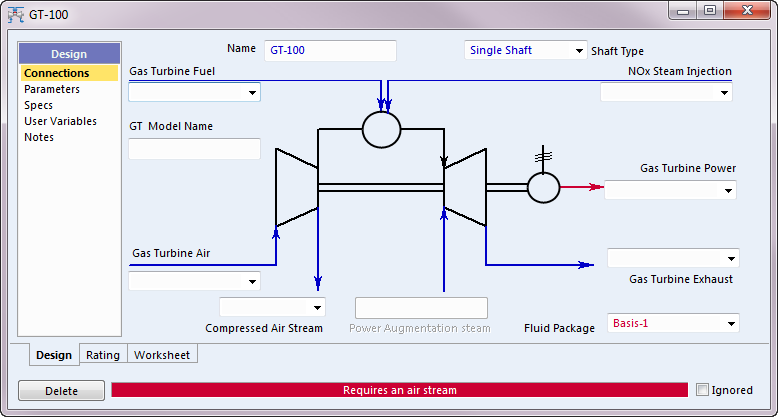 GT-100
Design
Connections
Parameters
Specs
User Variables
Notes
Name
GT-100
Single Shaft
Shaft Type
Gas Turbine Fuel
NOx Steam Injection
GT Model Name
Gas Turbine Power
Gas Turbine Air
Gas Turbine Exhaust
Compressed Air Stream
Power Augmentation steam
Fluid Package
Basis-1
Design
Rating
Worksheet
Delete
Requires an air stream
Ignored